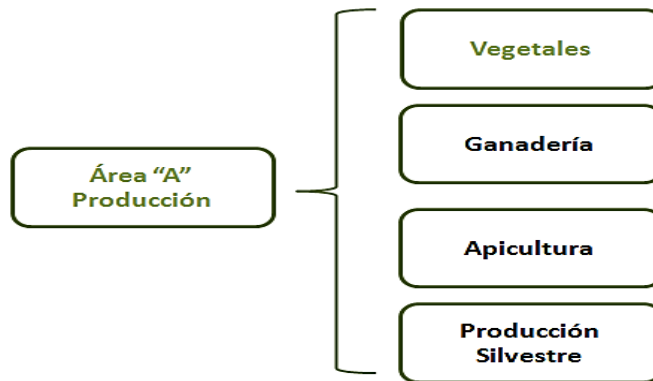 Área “A”
Producción
Vegetales
Ganadería
Apicultura
Producción
Silvestre